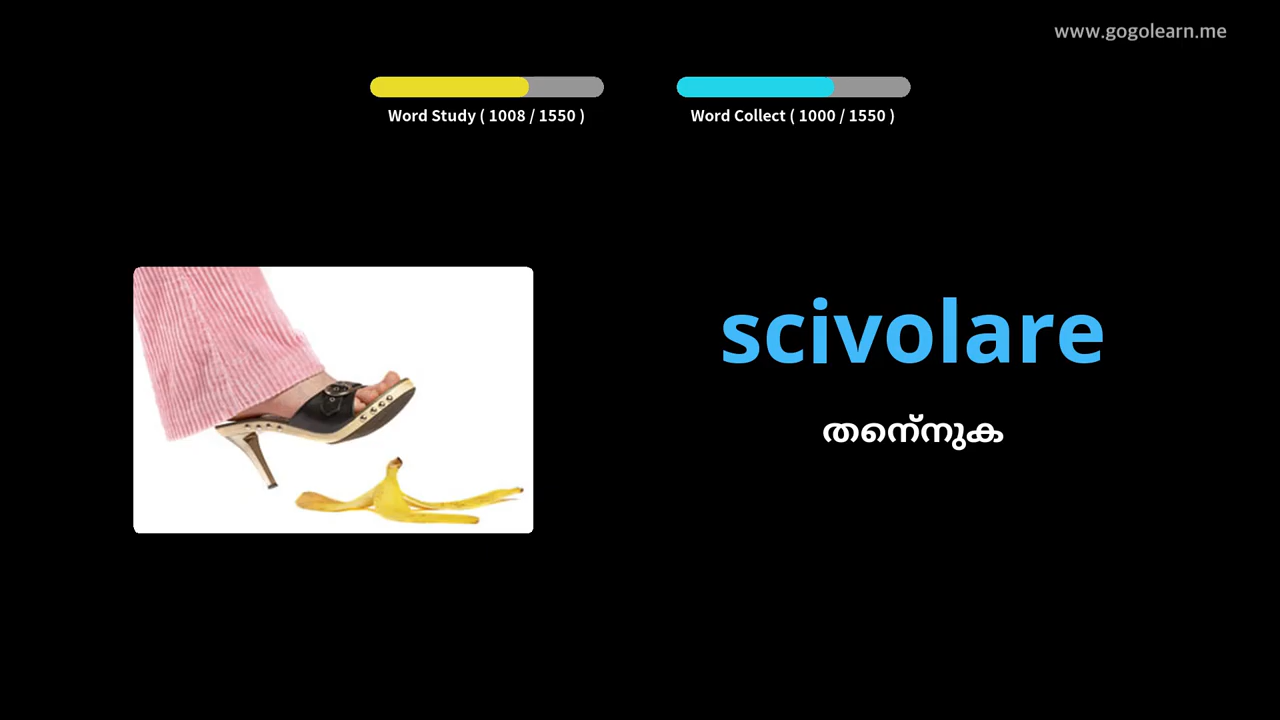 www.gogolearn.me
Word Study ( 1008 / 1550 )
Word Collect ( 1000 / 1550 )
scivolare
തെന്നുക